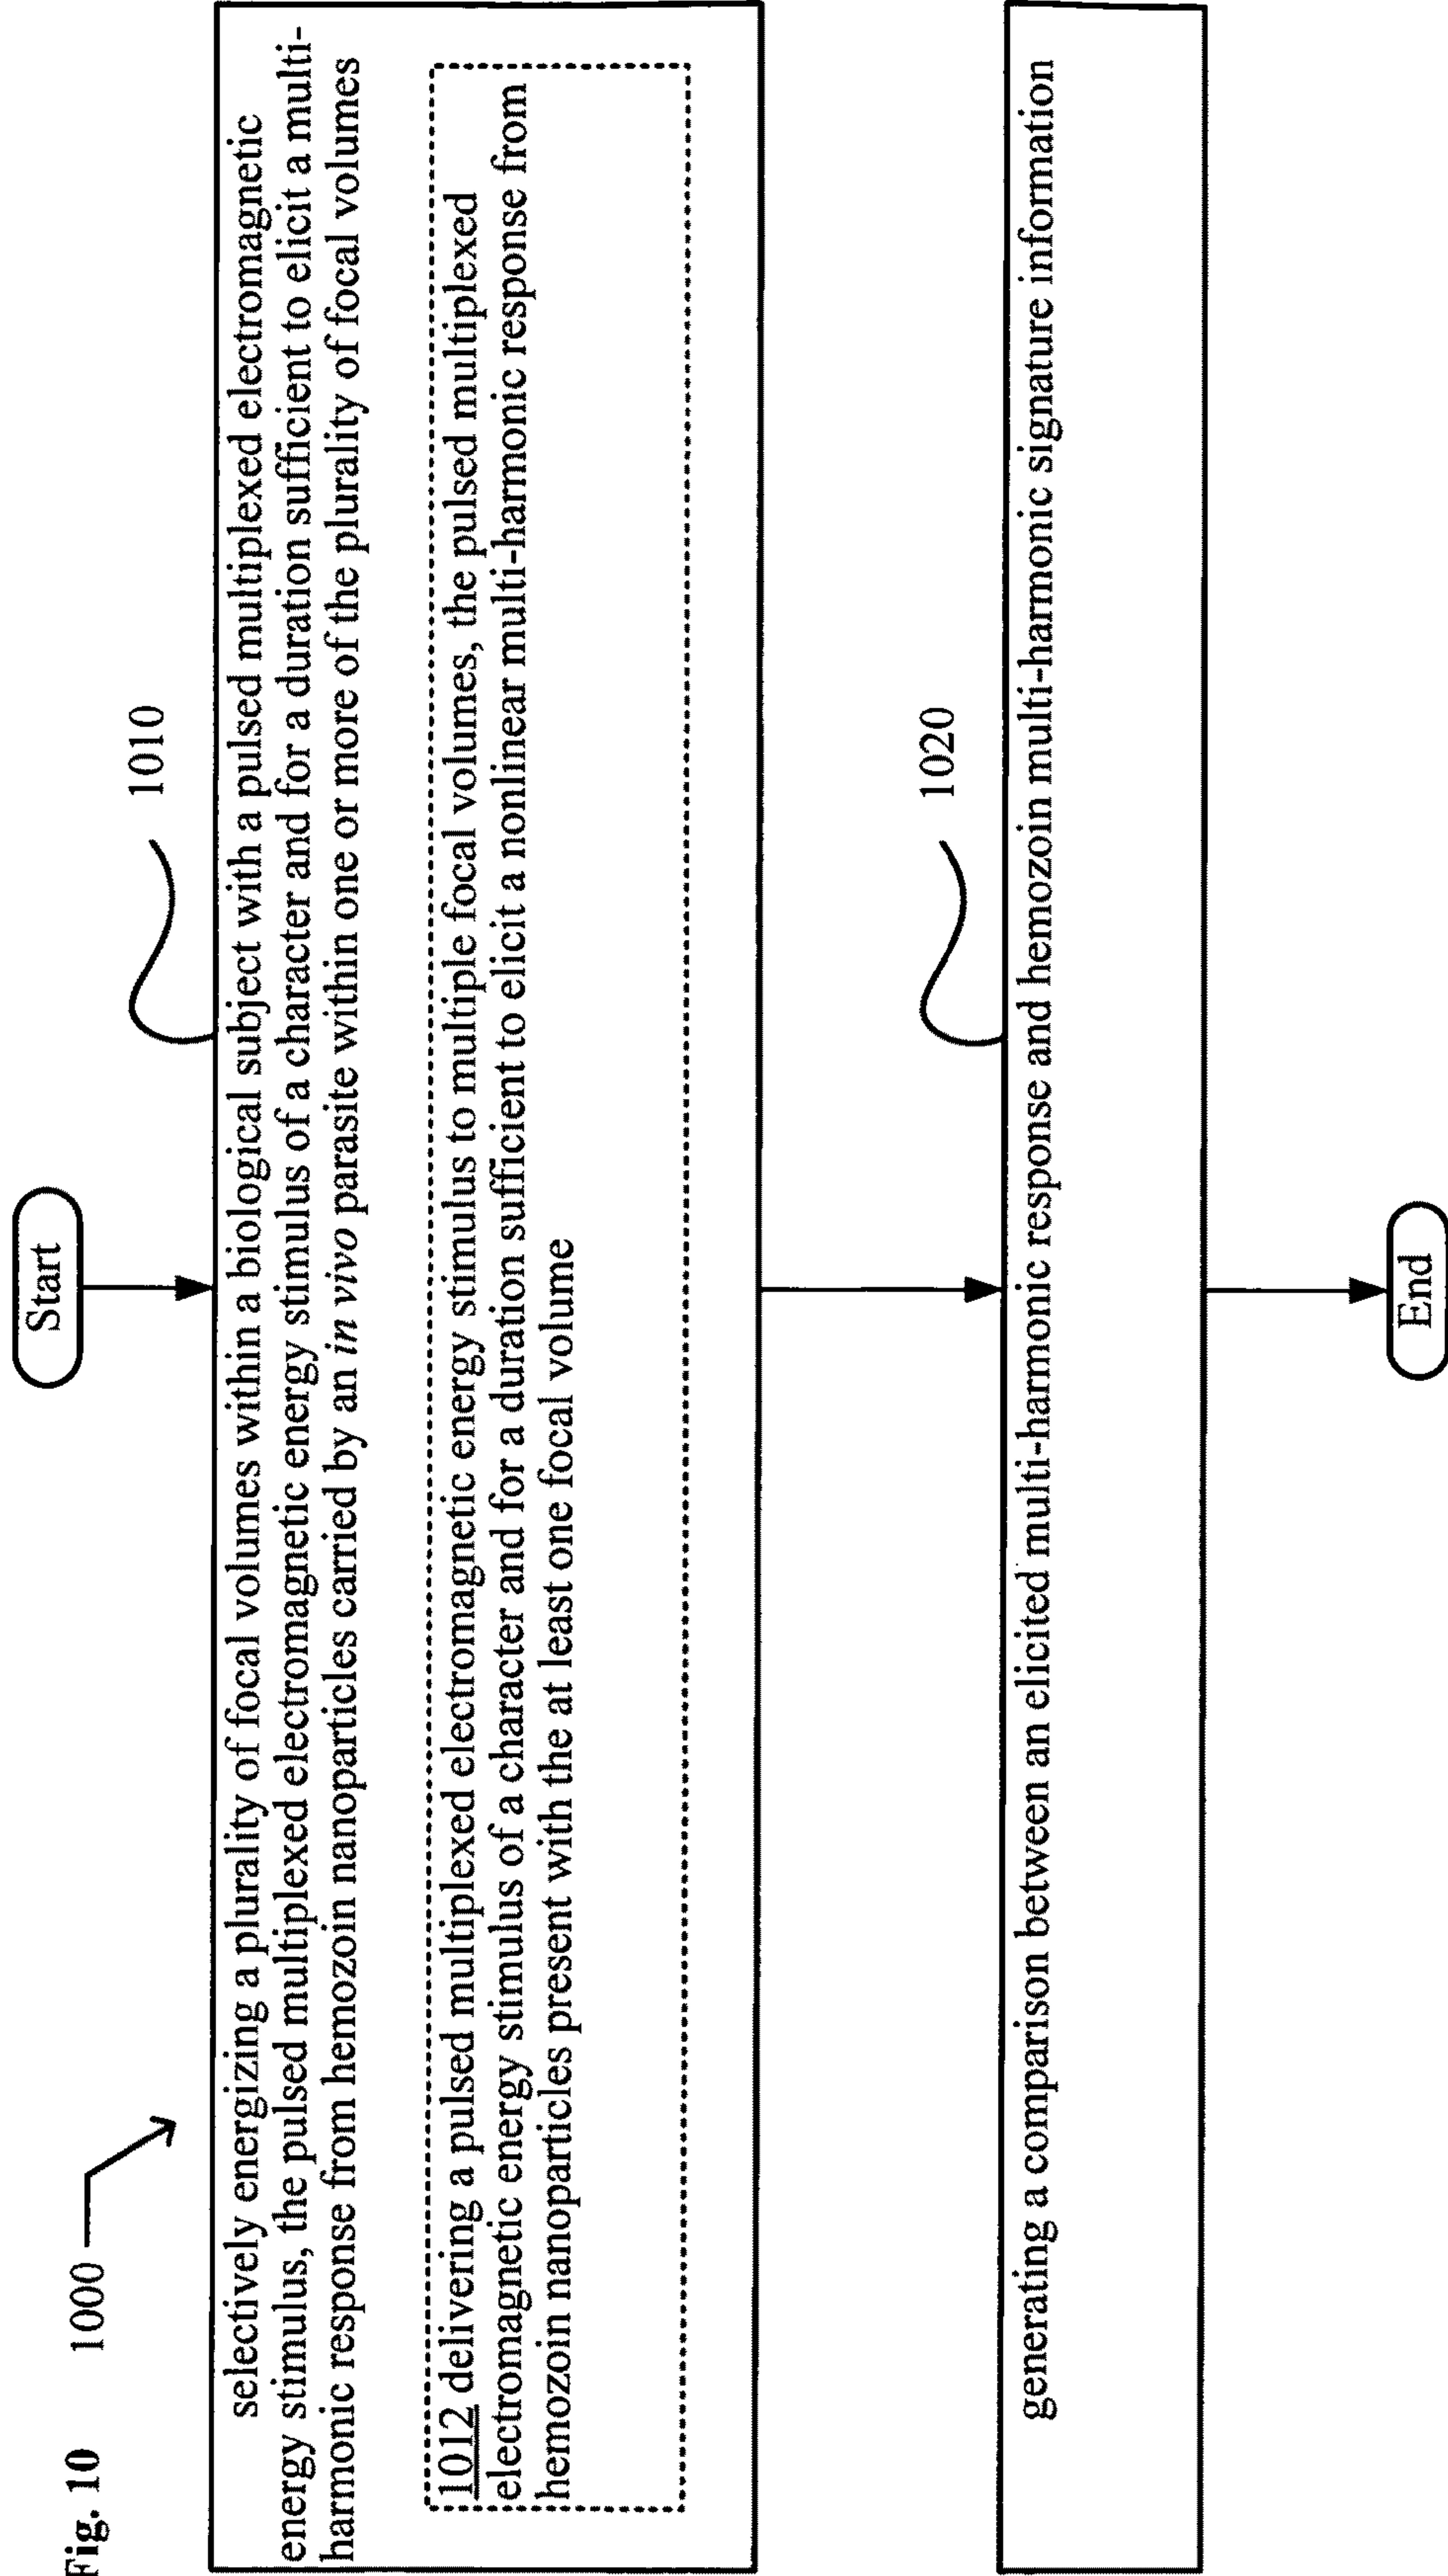 Fig. 10
1000
Start
1010
selectively energizing a plurality of focal volumes within a biological subject with a pulsed multiplexed electromagnetic
energy stimulus, the pulsed multiplexed electromagnetic energy stimulus of a character and for a duration sufficient to elicit a multi-
harmonic response from hemozoin nanoparticles carried by an in vivo parasite within one or more of the plurality of focal volumes
1012 delivering a pulsed multiplexed electromagnetic energy stimulus to multiple focal volumes, the pulsed multiplexed
electromagnetic energy stimulus of a character and for a duration sufficient to elicit a nonlinear multi-harmonic response from
hemozoin nanoparticles present with the at least one focal volume
1020
generating a comparison between an elicited multi-harmonic response and hemozoin multi-harmonic signature information
End